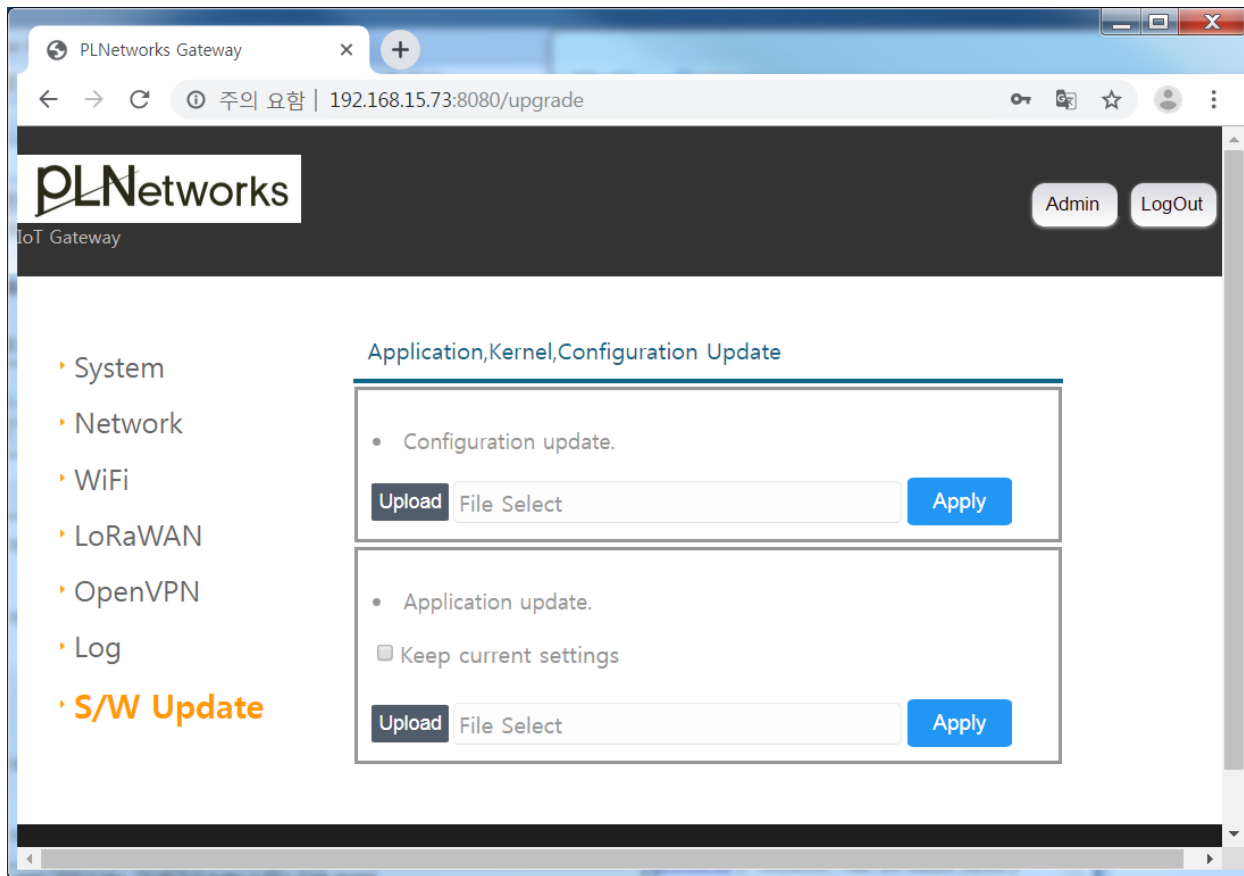 PLNetworks Gateway
주의 요함 | 192.168.15.73:8080/upgrade
PLNetworks
IoT Gateway
Admin
LogOut
System
Network
WiFi
LoRaWAN
OpenVPN
Log
S/W Update
Application,Kernel,Configuration Update
Configuration update.
Upload File Select Apply
Application update.
Keep current settings
Upload File Select Apply